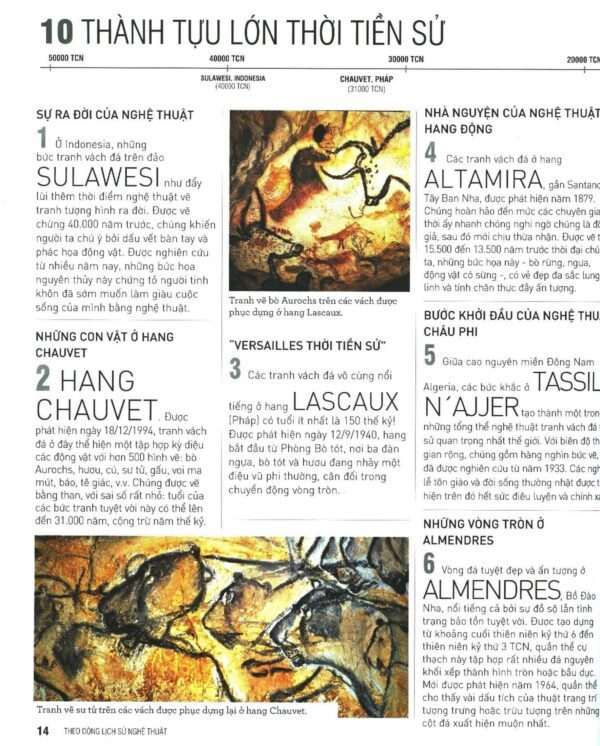 10 THÀNH TỰU LỚN THỜI TIỀN SỬ
50000 TCN
40000 TCN
30000 TCN
20000 TCN
SULAWESI, INDONESIA
(40000 TCN)
CHAUVET, PHÁP
(31000 TCN)
SỰ RA ĐỜI CỦA NGHỆ THUẬT
1 Ở Indonesia, những
bức tranh vách đá trên đảo
SULAWESI như đẩy
lùi thêm thời điểm nghệ thuật vẽ
tranh tượng hình ra đời. Được vẽ
chừng 40.000 năm trước, chúng khiến
người ta chú ý bởi dấu vết bàn tay và
phác họa động vật. Được nghiên cứu
từ nhiều năm nay, những bức họa
nguyên thủy này chứng tỏ người tinh
khôn đã sớm muốn làm giàu cuộc
sống của mình bằng nghệ thuật.
NHỮNG CON VẬT Ở HANG
CHAUVET
2 HANG
CHAUVET. Được
phát hiện ngày 18/12/1994, tranh vách
đá ở đây thể hiện một tập hợp kỳ diệu
các động vật với hơn 500 hình vẽ: bò
Aurochs, hươu, cú, sư tử, gấu, voi ma
mút, báo, tê giác, v.v. Chúng được vẽ
bằng than, với sai số rất nhỏ: tuổi của
các bức tranh tuyệt vời này có thể lên
đến 31.000 năm, cộng trừ năm thế kỷ.
Tranh vẽ bò Aurochs trên các vách được
phục dựng ở hang Lascaux.
"VERSAILLES THỜI TIỀN SỬ"
3 Các tranh vách đá vô cùng nổi
tiếng ở hang LASCAUX
(Pháp) có tuổi ít nhất là 150 thế kỷ!
Được phát hiện ngày 12/9/1940, hang
bắt đầu từ Phòng Bò tót, nơi ba đàn
ngựa, bò tót và hươu đang nhảy một
điệu vũ phi thường, cân đối trong
chuyển động vòng tròn.
NHÀ NGUYỆN CỦA NGHỆ THUẬT
HANG ĐỘNG
4 Các tranh vách đá ở hang
ALTAMIRA, gần Santand
Tây Ban Nha, được phát hiện năm 1879.
Chúng hoàn hảo đến mức các chuyên gia
thời ấy nhanh chóng nghi ngờ chúng là đồ
giả, sau đó mới chịu thừa nhận. Được vẽ t
15.500 đến 13.500 năm trước thời đại chú
ta, những bức họa này - bò rừng, ngựa,
động vật có sừng -, có vẻ đẹp đa sắc lung
linh và tính chân thực đầy ấn tượng.
BƯỚC KHỞI ĐẦU CỦA NGHỆ THU
CHÂU PHI
5 Giữa cao nguyên miền Đông Nam
Algeria, các bức khắc ở TASSIL
N'AJJER tạo thành một tron
những tổng thể nghệ thuật tranh vách đá t
sử quan trọng nhất thế giới. Với biên độ th
gian rộng, chúng gồm hàng nghìn bức vẽ,
đã được nghiên cứu từ năm 1933. Các ngh
lễ tôn giáo và đời sống thường nhật được t
hiện trên đó hết sức điêu luyện và chính xá
NHỮNG VÒNG TRÒN Ở
ALMENDRES
6 Vòng đá tuyệt đẹp và ấn tượng ở
ALMENDRES, Bồ Đào
Nha, nổi tiếng cả bởi sự đồ sộ lẫn tình
trạng bảo tồn tuyệt vời. Được tạo dựng
từ khoảng cuối thiên niên kỷ thứ 6 đến
thiên niên kỷ thứ 3 TCN, quần thể cự
thạch này tập hợp rất nhiều đá nguyên
khối xếp thành hình tròn hoặc bầu dục.
Mới được phát hiện năm 1964, quần thể
cho thấy vài dấu tích của thuật trang trí
tượng trưng hoặc trừu tượng trên những
cột đá xuất hiện muộn nhất.
Tranh vẽ sư tử trên các vách được phục dựng lại ở hang Chauvet.
14 THEO DÒNG LỊCH SỬ NGHỆ THUẬT